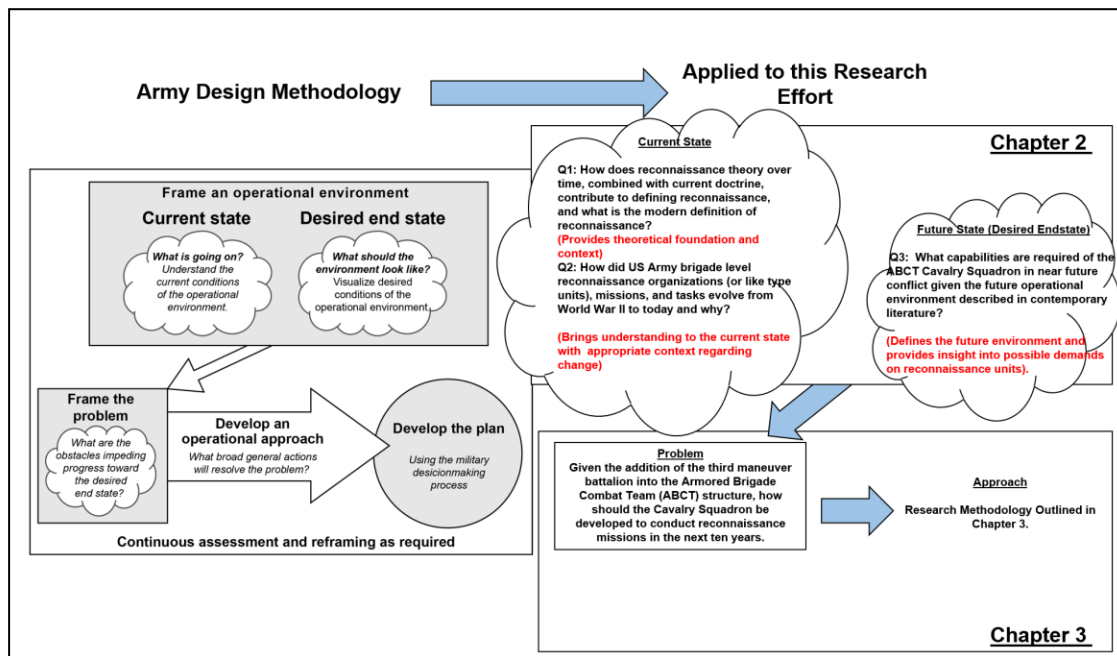 Army Design Methodology
Applied to this Research
Effort
Frame an operational environment
Current state
What is going on?
Understand the
current conditions
of the operational
environment.
Desired end state
What should the
environment look like?
Visualize desired
conditions of the
operational environment.
Frame the
problem
What are the
obstacles impeding
progress toward
the desired
end state?
Develop an
operational approach
What broad general actions
will resolve the problem?
Develop the plan
Using the military
desicionmaking
process
Continuous assessment and reframing as required
Chapter 2
Current State
Q1: How does reconnaissance theory over
time, combined with current doctrine,
contribute to defining reconnaissance,
and what is the modern definition of
reconnaissance?
(Provides theoretical foundation and
context)
Q2: How did US Army brigade level
reconnaissance organizations (or like type
units), missions, and tasks evolve from
World War II to today and why?
(Brings understanding to the current state
with appropriate context regarding
change)
Future State (Desired Endstate)
Q3: What capabilities are required of the
ABCT Cavalry Squadron in near future
conflict given the future operational
environment described in contemporary
literature?
(Defines the future environment and
provides insight into possible demands
on reconnaissance units).
Problem
Given the addition of the third maneuver
battalion into the Armored Brigade
Combat Team (ABCT) structure, how
should the Cavalry Squadron be
developed to conduct reconnaissance
missions in the next ten years.
Approach
Research Methodology Outlined in
Chapter 3.
Chapter 3